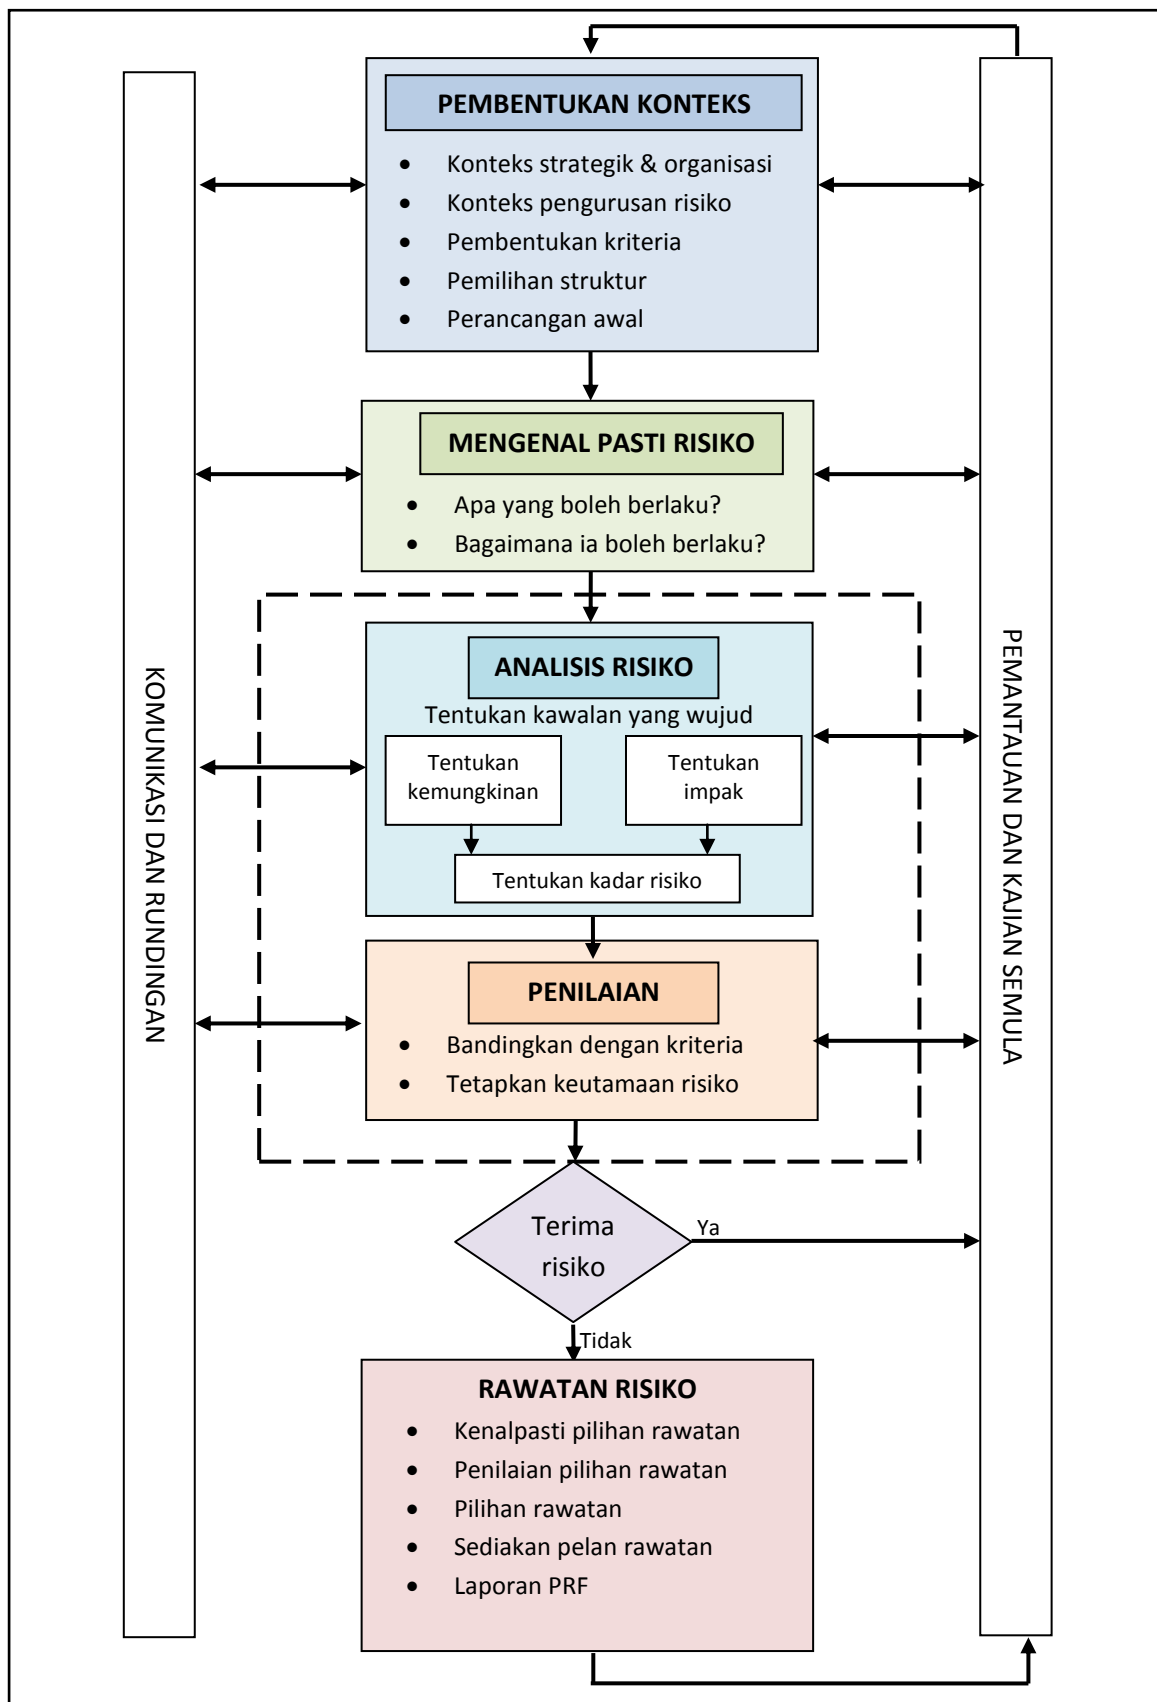 PEMBENTUKAN KONTEKS
• Konteks strategik & organisasi
• Konteks pengurusan risiko
• Pembentukan kriteria
• Pemilihan struktur
• Perancangan awal
MENGENAL PASTI RISIKO
• Apa yang boleh berlaku?
• Bagaimana ia boleh berlaku?
KOMUNIKASI DAN RUNDINGAN
PEMANTAUAN DAN KAJIAN SEMULA
ANALISIS RISIKO
Tentukan kawalan yang wujud
Tentukan
kemungkinan
Tentukan
impak
Tentukan kadar risiko
PENILAIAN
• Bandingkan dengan kriteria
• Tetapkan keutamaan risiko
Terima
risiko
Ya
Tidak
RAWATAN RISIKO
• Kenalpasti pilihan rawatan
• Penilaian pilihan rawatan
• Pilihan rawatan
• Sediakan pelan rawatan
• Laporan PRF